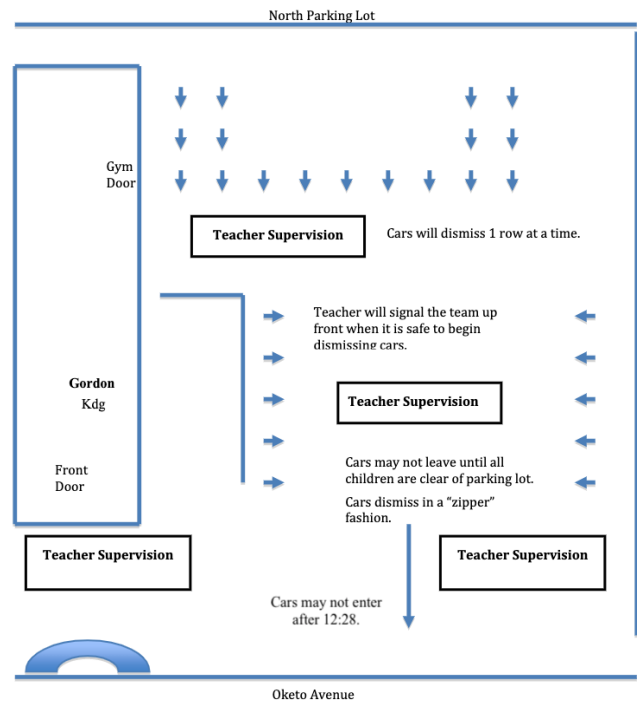 North Parking Lot
Gym
Door
Teacher Supervision
Cars will dismiss 1 row at a time.
Teacher will signal the team up
front when it is safe to begin
dismissing cars.
Gordon
Kdg
Teacher Supervision
Front
Door
Cars may not leave until all
children are clear of parking lot.
Cars dismiss in a “zipper”
fashion.
Teacher Supervision
Teacher Supervision
Cars may not enter
after 12:28.
Oketo Avenue